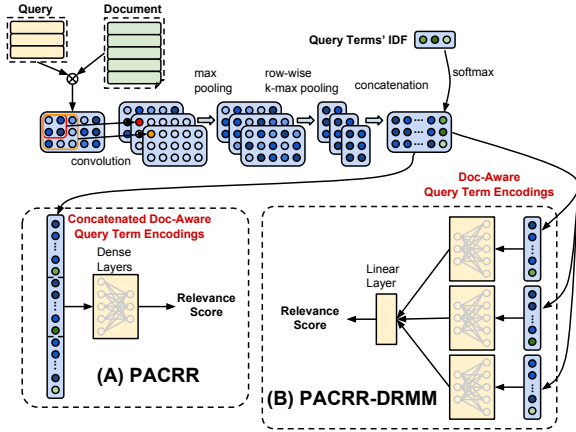 Query
Document
Query Terms' IDF
max
pooling
row-wise
k-max pooling
concatenation
softmax
convolution
Concatenated Doc-Aware
Query Term Encodings
Dense
Layers
Relevance
Score
(A) PACRR
Doc-Aware
Query Term Encodings
Linear
Layer
Relevance
Score
(B) PACRR-DRMM